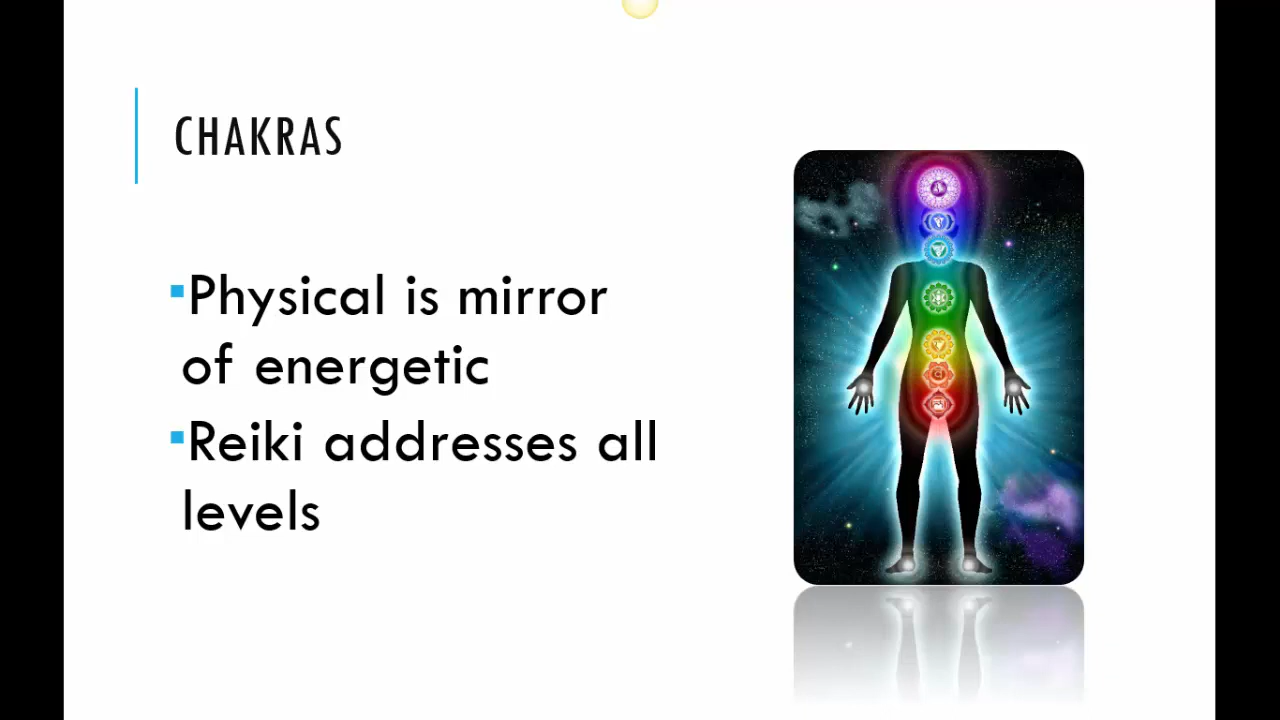 CHAKRAS
Physical is mirror
of energetic
Reiki addresses all
levels